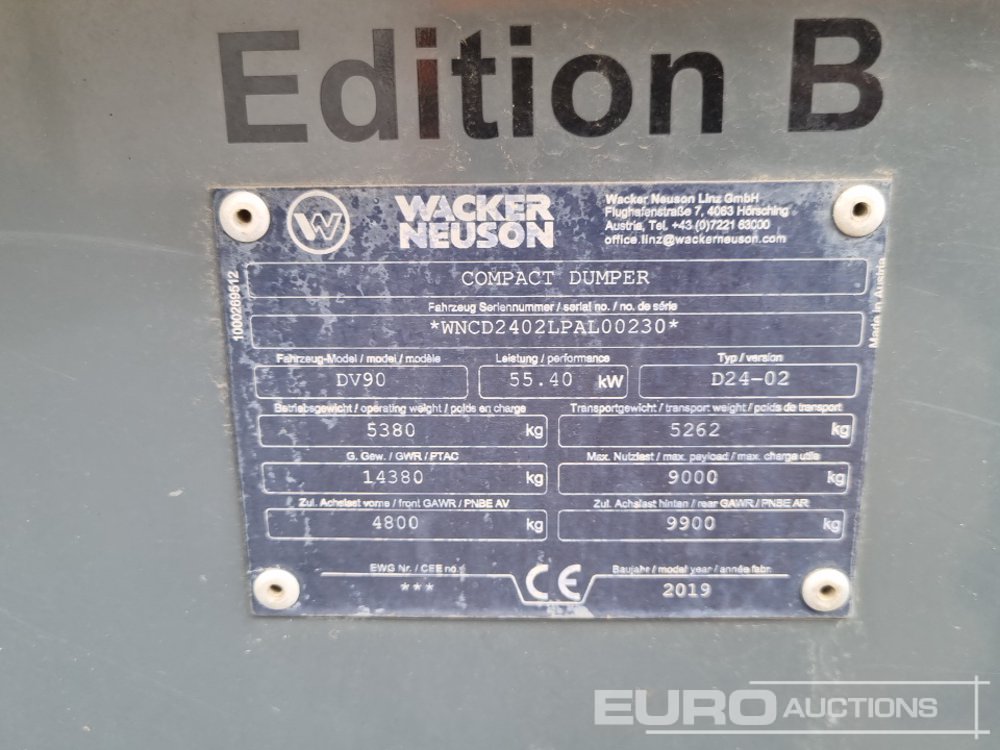 Edition B
WACKER
NEUSON
Wacker Neuson Linz GmbH
Flughafenstraße 7, 4063 Hörsching
Austria, Tel. +43 (0)7221 63000
office.linz@wackerneuson.com
1000269512
Made in Austria
COMPACT DUMPER
Fahrzeug Seriennummer / serial no. / no. de série
*WNCD2402LPAL00230*
Fahrzeug-Model / model / modèle Leistung / performance Typ / version
DV90 55.40 kW D24-02
Betriebsgewicht / operating weight / poids en charge Transportgewicht / transport weight / poids de transport
5380 kg 5262 kg
G. Gew. / GWR / PTAC Max. Nutzlast / max. payload / max. charge utile
14380 kg 9000 kg
Zul. Achslast vorne / front GAWR / PNBE AV Zul. Achslast hinten / rear GAWR / PNBE AR
4800 kg 9900 kg
EWG Nr. / CEE no. CE Baujahr / model year / année fabr.
*** 2019
EURO AUCTIONS